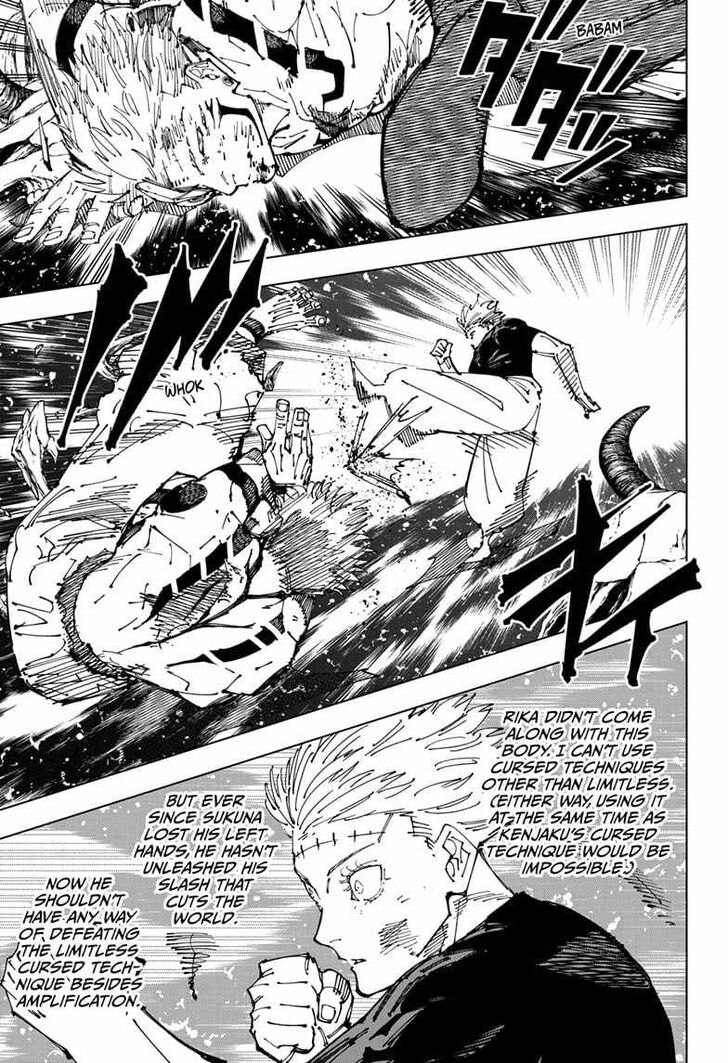 ダダダ
BABAM
ドッ
WHOK
RIKA DIDN'T COME
ALONG WITH THIS
BODY. I CAN'T USE
CURSED TECHNIQUES
OTHER THAN LIMITLESS.
(EITHER WAY, USING IT
AT THE SAME TIME AS
KENJAKU'S CURSED
TECHNIQUE WOULD BE
IMPOSSIBLE.)
BUT EVER
SINCE SUKUNA
LOST HIS LEFT
HANDS, HE HASN'T
UNLEASHED HIS
SLASH THAT
CUTS THE
WORLD.
NOW HE
SHOULDN'T
HAVE ANY WAY
OF DEFEATING
THE LIMITLESS
CURSED TECH-
NIQUE BESIDES
AMPLIFICATION.